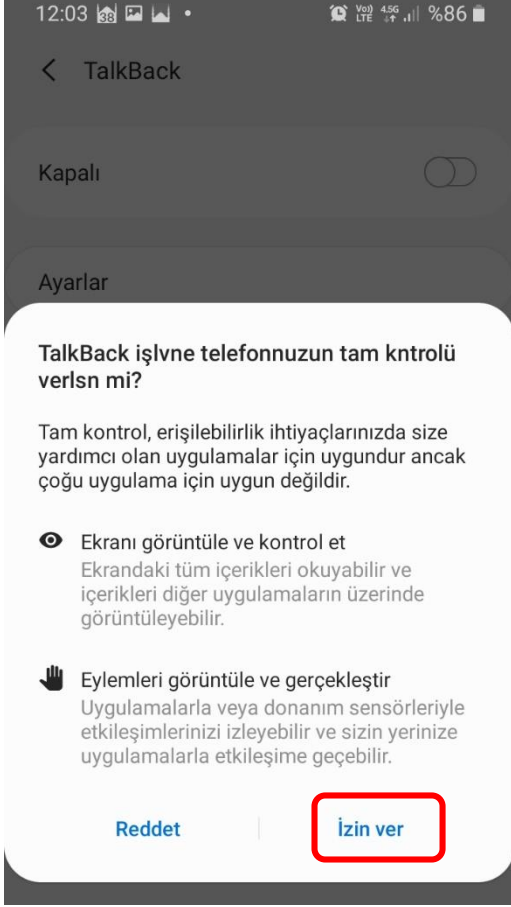 12:03 38 Vo)) LTE 4.5G %86
TalkBack
Kapalı
Ayarlar
TalkBack işlvne telefonnuzun tam kntrolü
verlsn mi?
Tam kontrol, erişilebilirlik ihtiyaçlarınızda size
yardımcı olan uygulamalar için uygundur ancak
çoğu uygulama için uygun değildir.
Ekranı görüntüle ve kontrol et
Ekrandaki tüm içerikleri okuyabilir ve
içerikleri diğer uygulamaların üzerinde
görüntüleyebilir.
Eylemleri görüntüle ve gerçekleştir
Uygulamalarla veya donanım sensörleriyle
etkileşimlerinizi izleyebilir ve sizin yerinize
uygulamalarla etkileşime geçebilir.
Reddet İzin ver